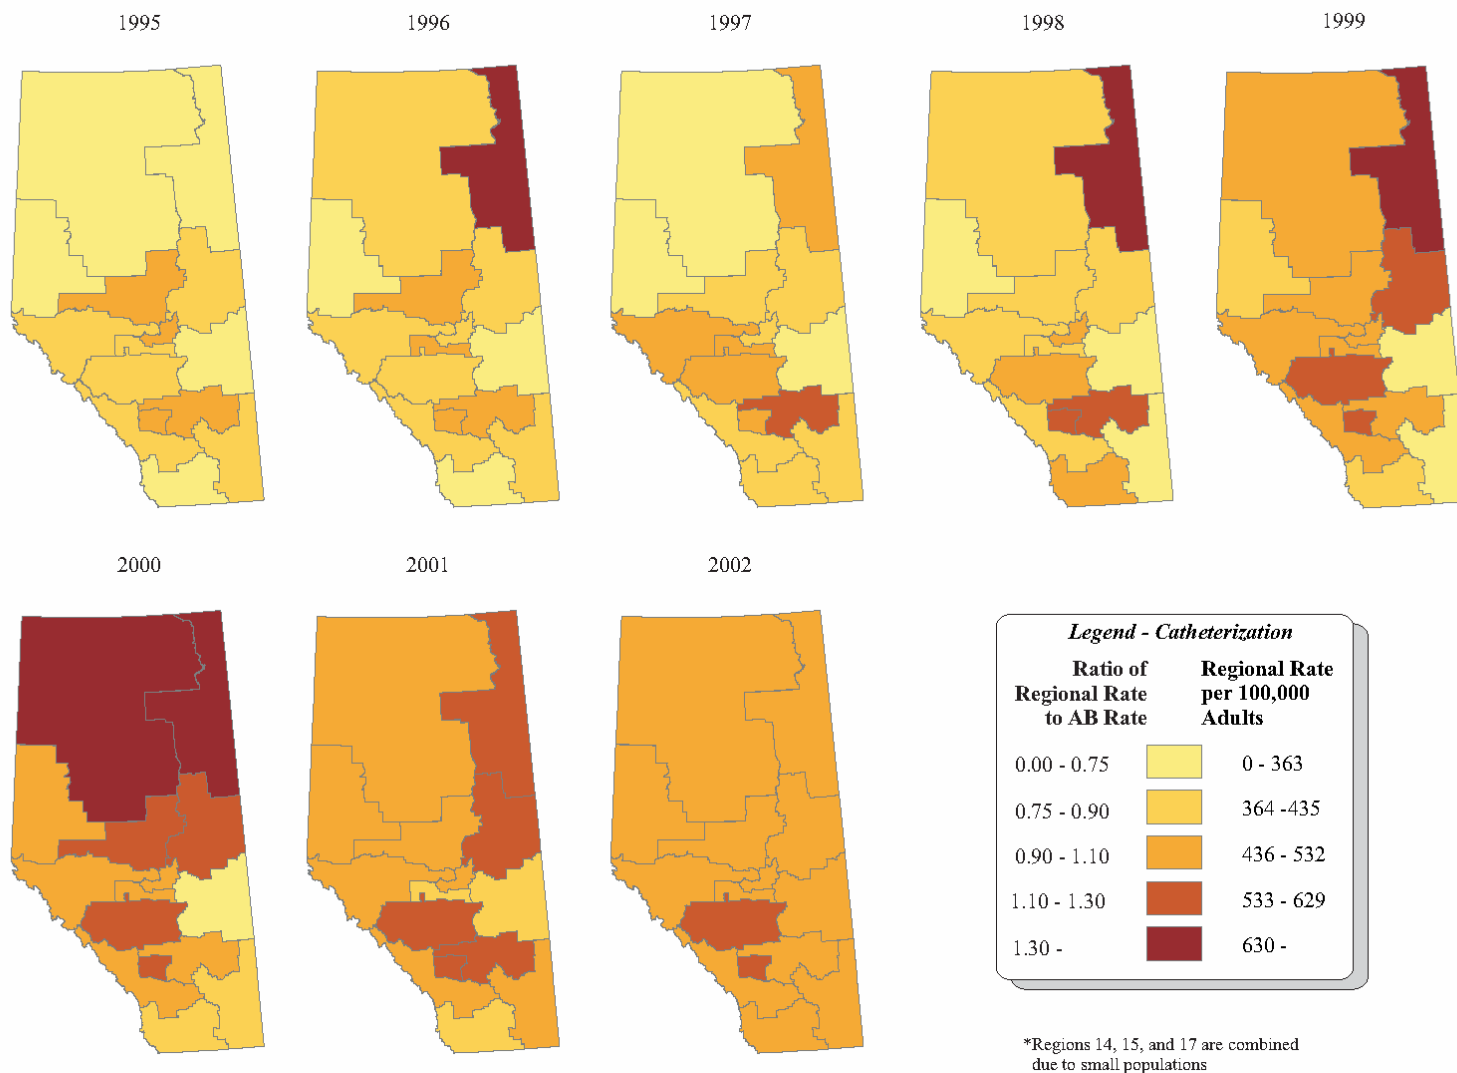 1995
1996
1997
1998
1999
2000
2001
2002
Legend - Catheterization
Ratio of
Regional Rate
to AB Rate
Regional Rate
per 100,000
Adults
0.00 - 0.75
0 - 363
0.75 - 0.90
364 -435
0.90 - 1.10
436 - 532
1.10 - 1.30
533 - 629
1.30 -
630 -
*Regions 14, 15, and 17 are combined
due to small populations